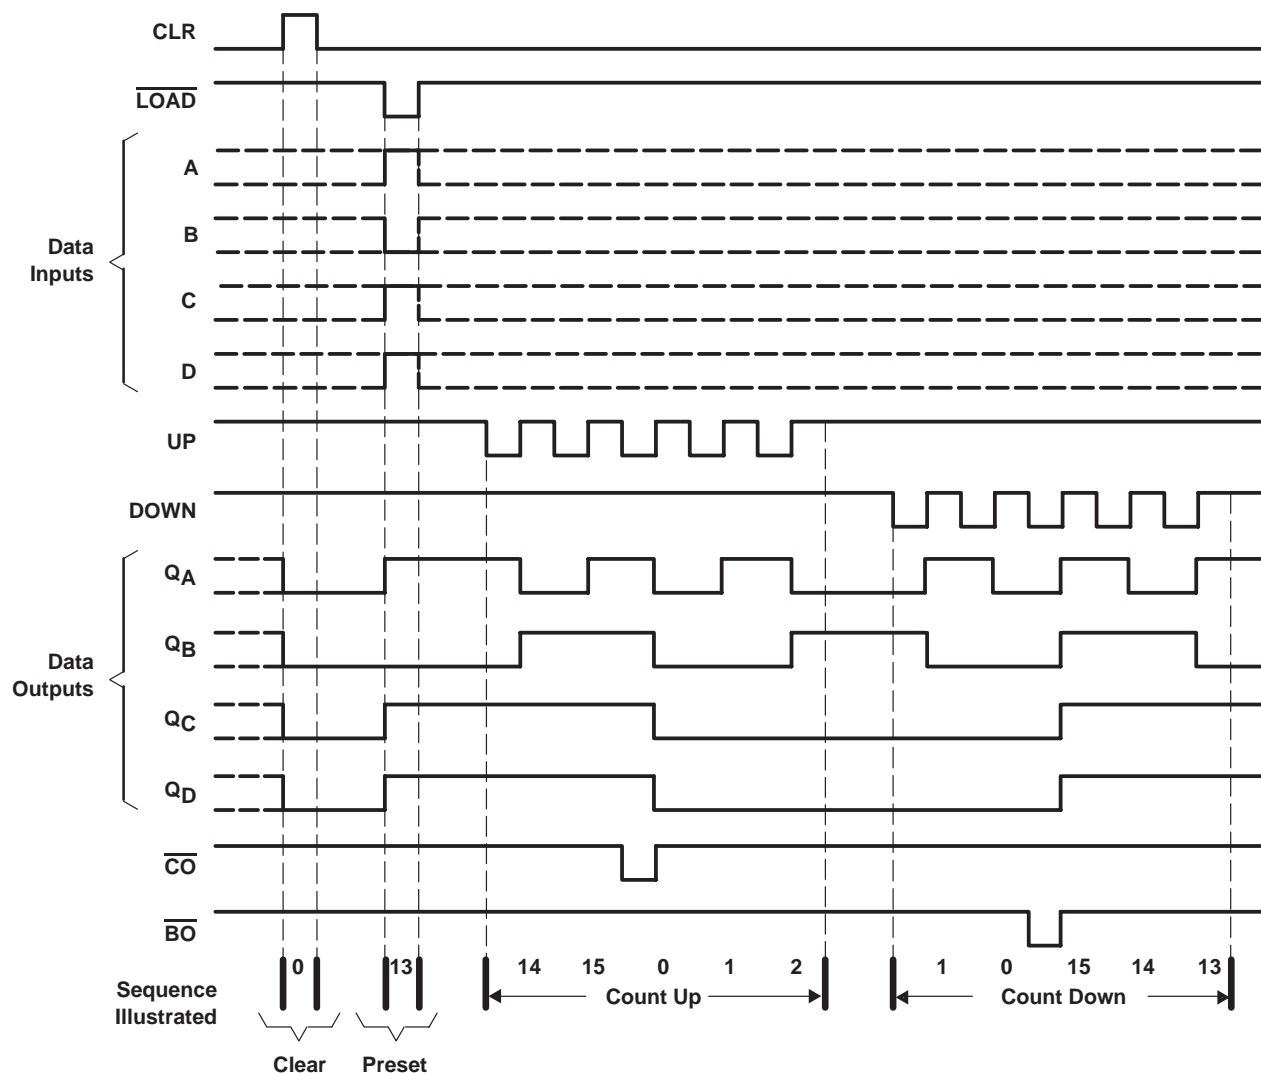 CLR
LOAD
A
B
Data
Inputs
C
D
UP
DOWN
QA
QB
Data
Outputs
QC
QD
CO
BO
0 13 14 15 0 1 2 1 0 15 14 13
Sequence
Illustrated
Count Up Count Down
Clear Preset